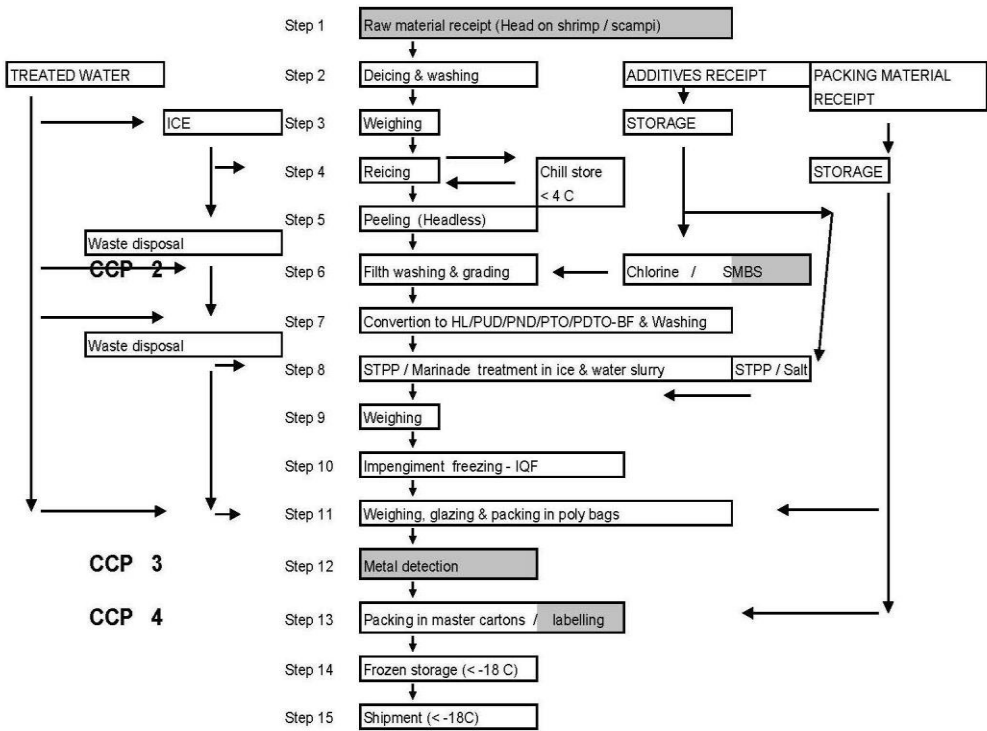 Step 1 Raw material receipt (Head on shrimp / scampi)
TREATED WATER Step 2 Deicing & washing ADDITIVES RECEIPT PACKING MATERIAL
RECEIPT
ICE Step 3 Weighing STORAGE
Step 4 Reicing Chill store STORAGE
< 4 C
Step 5 Peeling (Headless)
Waste disposal
CCP 2 Step 6 Filth washing & grading Chlorine / SMBS
Step 7 Convertion to HL/PUD/PND/PTO/PDTO-BF & Washing
Waste disposal
Step 8 STPP / Marinade treatment in ice & water slurry STPP / Salt
Step 9 Weighing
Step 10 Impengiment freezing - IQF
Step 11 Weighing, glazing & packing in poly bags
CCP 3 Step 12 Metal detection
CCP 4 Step 13 Packing in master cartons / labelling
Step 14 Frozen storage (< -18 C)
Step 15 Shipment (< -18C)